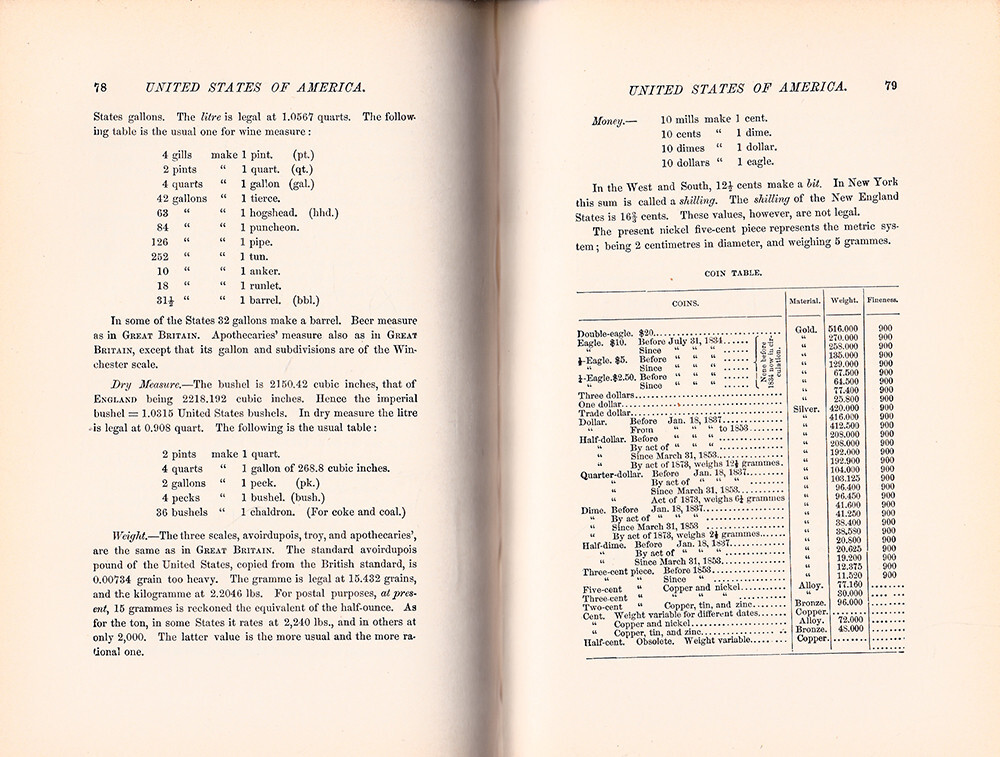 78 UNITED STATES OF AMERICA.
States gallons. The litre is legal at 1.0567 quarts. The follow-
ing table is the usual one for wine measure :
4 gills make 1 pint. (pt.)
2 pints “ 1 quart. (qt.)
4 quarts “ 1 gallon (gal.)
42 gallons “ 1 tierce.
63 “ “ 1 hogshead. (hhd.)
84 “ “ 1 puncheon.
126 “ “ 1 pipe.
252 “ “ 1 tun.
10 “ “ 1 anker.
18 “ “ 1 runlet.
31½ “ “ 1 barrel. (bbl.)
In some of the States 32 gallons make a barrel. Beer measure
as in GREAT BRITAIN. Apothecaries' measure also as in GREAT
BRITAIN, except that its gallon and subdivisions are of the Win-
chester scale.
Dry Measure.—The bushel is 2150.42 cubic inches, that of
ENGLAND being 2218.192 cubic inches. Hence the imperial
bushel = 1.0315 United States bushels. In dry measure the litre
is legal at 0.908 quart. The following is the usual table :
2 pints make 1 quart.
4 quarts “ 1 gallon of 268.8 cubic inches.
2 gallons “ 1 peck. (pk.)
4 pecks “ 1 bushel. (bush.)
36 bushels “ 1 chaldron. (For coke and coal.)
Weight.—The three scales, avoirdupois, troy, and apothecaries',
are the same as in GREAT BRITAIN. The standard avoirdupois
pound of the United States, copied from the British standard, is
0.00734 grain too heavy. The gramme is legal at 15.432 grains,
and the kilogramme at 2.2046 lbs. For postal purposes, at pres-
ent, 15 grammes is reckoned the equivalent of the half-ounce. As
for the ton, in some States it rates at 2,240 lbs., and in others at
only 2,000. The latter value is the more usual and the more ra-
tional one.
UNITED STATES OF AMERICA. 79
Money.— 10 mills make 1 cent.
10 cents “ 1 dime.
10 dimes “ 1 dollar.
10 dollars “ 1 eagle.
In the West and South, 12½ cents make a bit. In New York
this sum is called a shilling. The shilling of the New England
States is 16⅔ cents. These values, however, are not legal.
The present nickel five-cent piece represents the metric sys-
tem ; being 2 centimetres in diameter, and weighing 5 grammes.
COIN TABLE.
COINS. Material. Weight. Fineness.
Double-eagle. $20. Gold. 516.000 900
Eagle. $10. Before July 31, 1834 “ 270.000 900
“ Since “ “ “ “ 258.000 900
½-Eagle. $5. Before “ “ “ “ 135.000 900
“ Since “ “ “ “ 129.000 900
¼-Eagle. $2.50. Before “ “ “ “ 67.500 900
“ Since “ “ “ “ 64.500 900
None before 1834 now in circulation.
Three dollars “ 77.400 900
One dollar “ 25.800 900
Trade dollar Silver. 420.000 900
Dollar. Before Jan. 18, 1837 “ 416.000 900
“ From “ “ “ to 1853 “ 412.500 900
Half-dollar. Before “ “ “ “ 208.000 900
“ By act of “ “ “ “ 208.000 900
“ Since March 31, 1853 “ 192.000 900
“ By act of 1873, weighs 12½ grammes. “ 192.900 900
Quarter-dollar. Before Jan. 18, 1837 “ 104.000 900
“ By act of “ “ “ “ 103.125 900
“ Since March 31, 1853 “ 96.400 900
“ Act of 1873, weighs 6¼ grammes “ 96.450 900
Dime. Before Jan. 18, 1837 “ 41.600 900
“ By act of “ “ “ “ 41.250 900
“ Since March 31, 1853 “ 38.400 900
“ By act of 1873, weighs 2½ grammes “ 38.580 900
Half-dime. Before Jan. 18, 1837 “ 20.800 900
“ By act of “ “ “ “ 20.625 900
“ Since March 31, 1853 “ 19.200 900
Three-cent piece. Before 1853 “ 12.375 900
“ “ Since “ “ 11.520 900
Five-cent “ Copper and nickel Alloy. 77.160
Three-cent “ “ “ “ “ 30.000
Two-cent “ Copper, tin, and zinc Bronze. 96.000
Cent. Weight variable for different dates Copper.
“ Copper and nickel Alloy. 72.000
“ Copper, tin, and zinc Bronze. 48.000
Half-cent. Obsolete. Weight variable Copper.